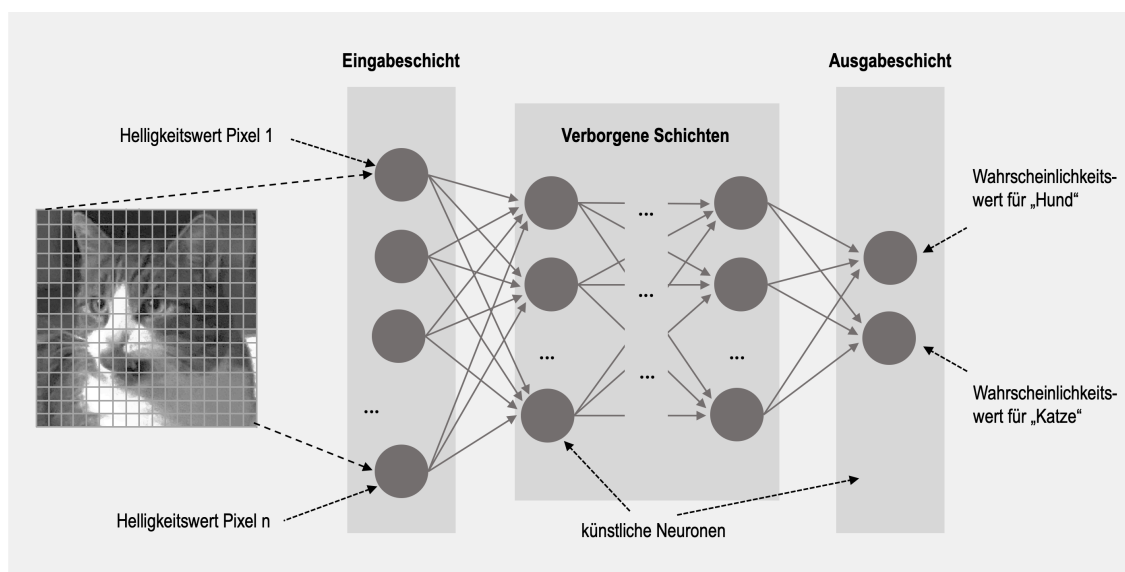 Eingabeschicht
Ausgabeschicht
Helligkeitswert Pixel 1
Verborgene Schichten
Wahrscheinlichkeits-
wert für „Hund“
...
...
...
...
...
...
Wahrscheinlichkeits-
wert für „Katze“
Helligkeitswert Pixel n
künstliche Neuronen